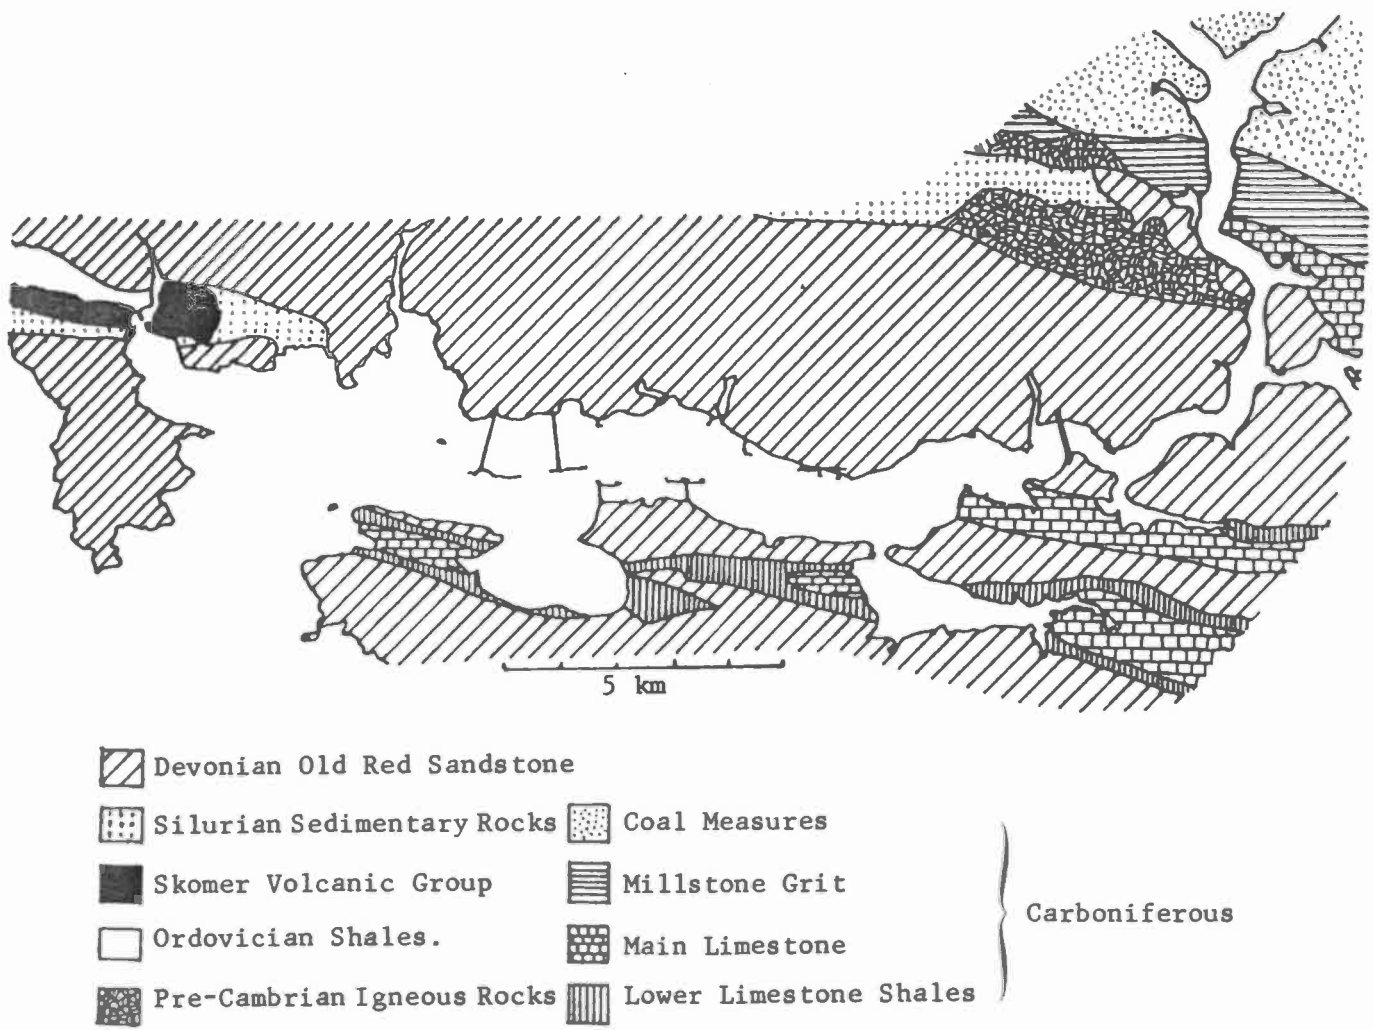 5 km
Devonian Old Red Sandstone
Silurian Sedimentary Rocks
Skomer Volcanic Group
Ordovician Shales.
Pre-Cambrian Igneous Rocks
Coal Measures
Millstone Grit
Main Limestone
Lower Limestone Shales
Carboniferous